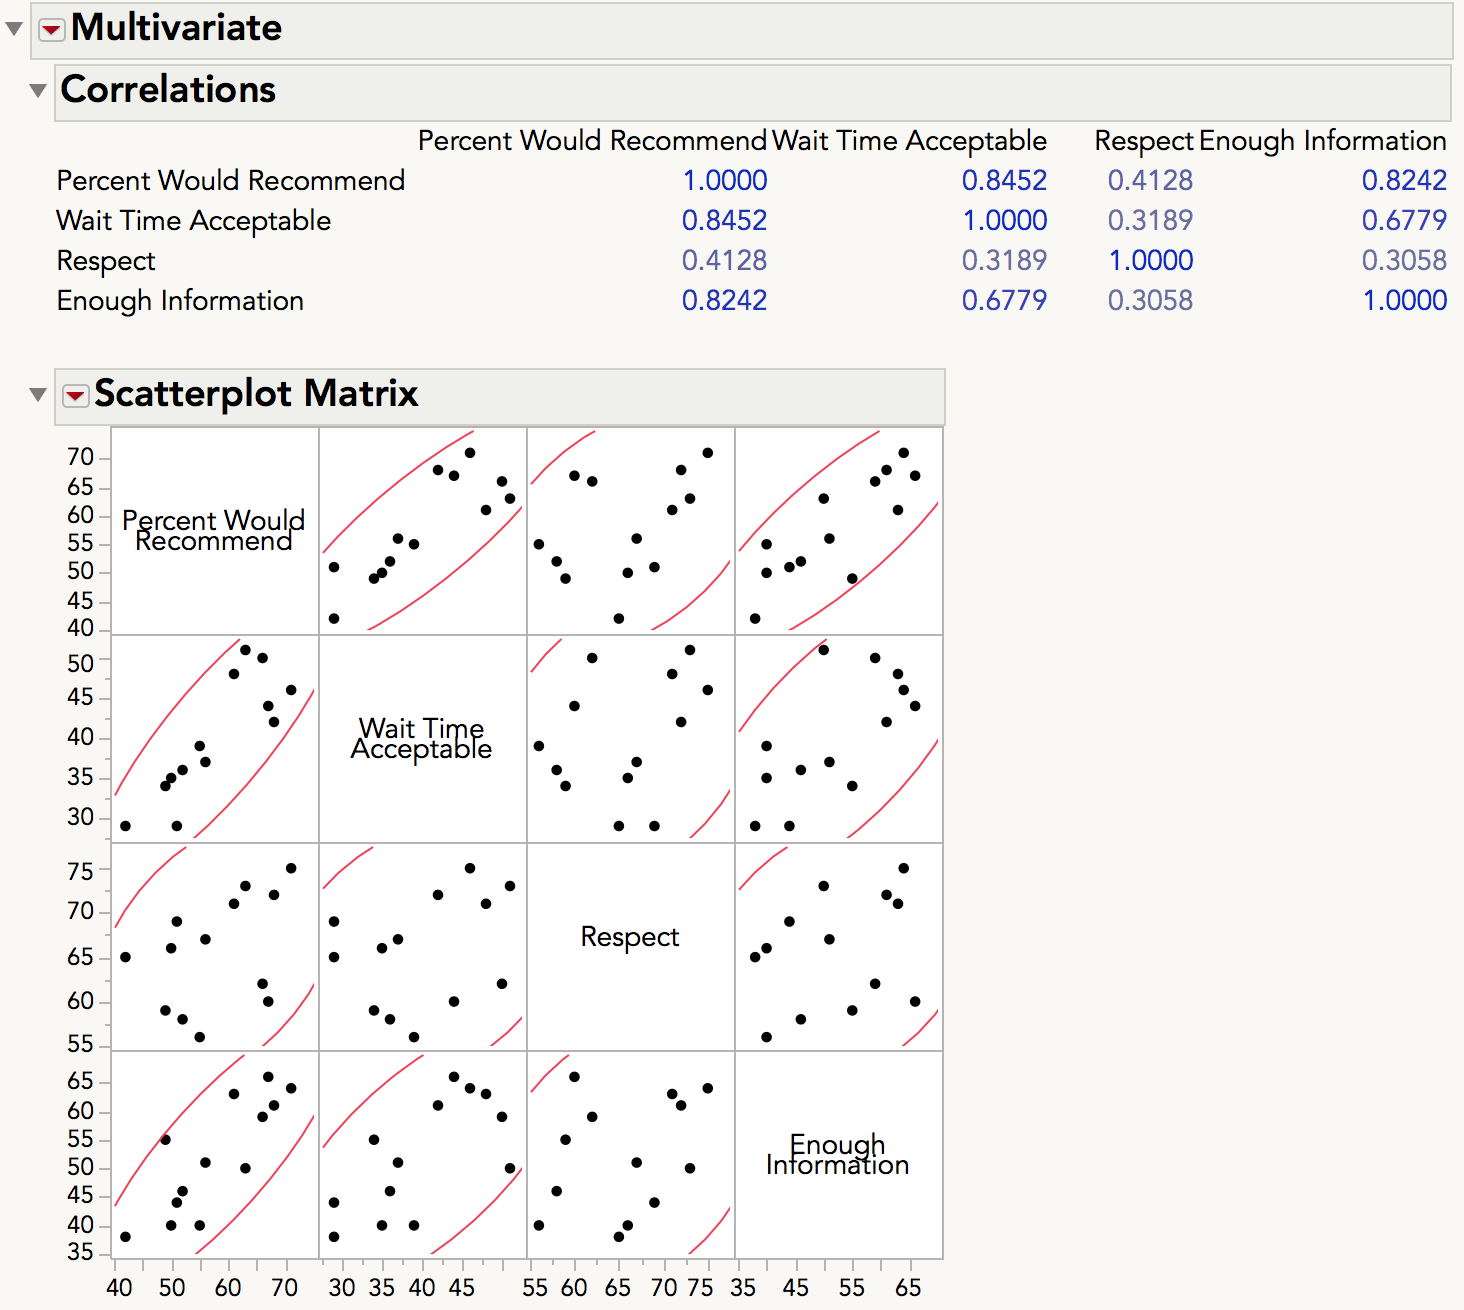 Multivariate
Correlations
Percent Would Recommend Wait Time Acceptable Respect Enough Information
Percent Would Recommend 1.0000 0.8452 0.4128 0.8242
Wait Time Acceptable 0.8452 1.0000 0.3189 0.6779
Respect 0.4128 0.3189 1.0000 0.3058
Enough Information 0.8242 0.6779 0.3058 1.0000
Scatterplot Matrix
70
65
60
55
50
45
40
Percent Would
Recommend
50
45
40
35
30
Wait Time
Acceptable
75
70
65
60
55
Respect
65
60
55
50
45
40
35
Enough
Information
40 50 60 70 30 35 40 45 55 60 65 70 75 35 45 55 65